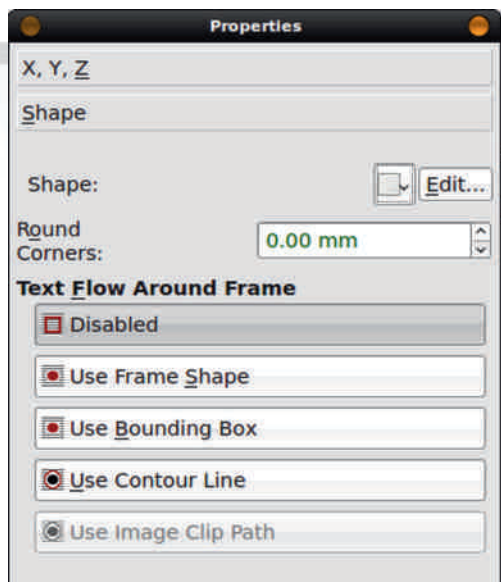 Properties
X, Y, Z
Shape
Shape:
Edit...
Round
Corners:
0.00 mm
Text Flow Around Frame
Disabled
Use Frame Shape
Use Bounding Box
Use Contour Line
Use Image Clip Path